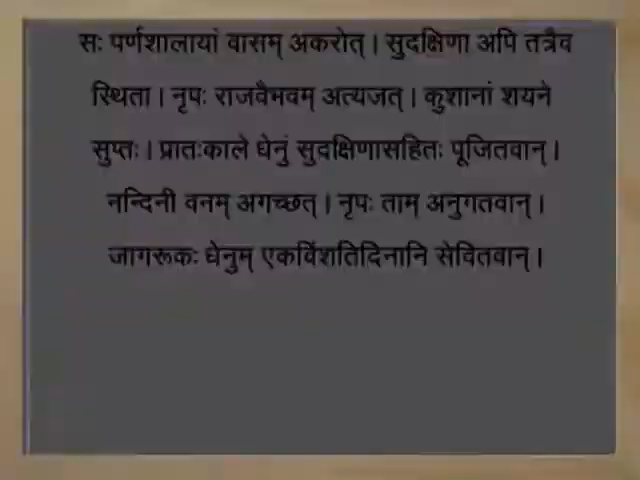 सः पर्णशालायां वासम् अकरोत् । सुदक्षिणा अपि तत्रैव
स्थिता । नृपः राजवैभवम् अत्यजत् । कुशानां शयने
सुप्तः । प्रातःकाले धेनुं सुदक्षिणासहितः पूजितवान् ।
नन्दिनी वनम् अगच्छत् । नृपः ताम् अनुगतवान् ।
जागरूकः धेनुम् एकविंशतिदिनानि सेवितवान् ।